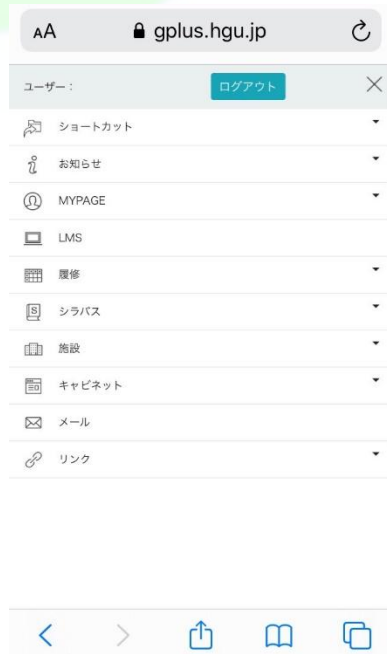 AA gplus.hgu.jp
ユーザー： ログアウト
ショートカット
お知らせ
MYPAGE
LMS
履修
シラバス
施設
キャビネット
メール
リンク